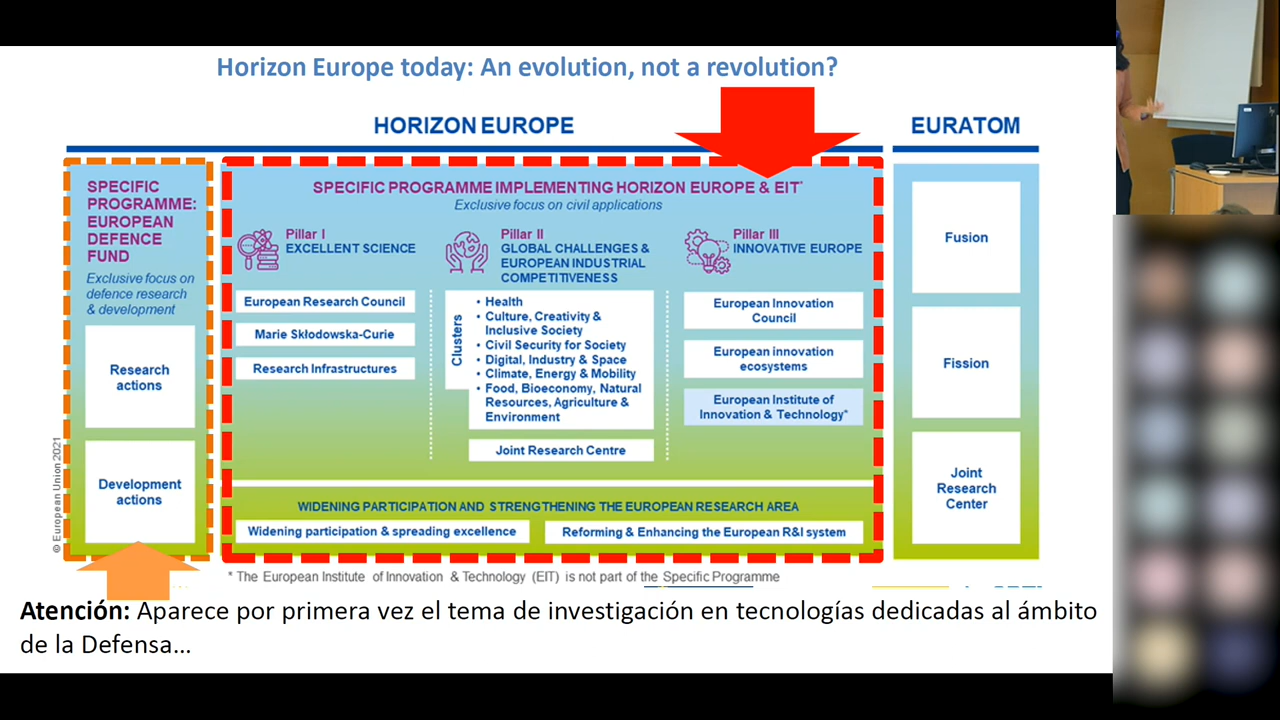 Horizon Europe today: An evolution, not a revolution?
HORIZON EUROPE
EURATOM
SPECIFIC
PROGRAMME:
EUROPEAN
DEFENCE
FUND
Exclusive focus on
defence research
& development
Research
actions
Development
actions
© European Union 2021
SPECIFIC PROGRAMME IMPLEMENTING HORIZON EUROPE & EIT*
Exclusive focus on civil applications
Pillar I
EXCELLENT SCIENCE
European Research Council
Marie Skłodowska-Curie
Research Infrastructures
Pillar II
GLOBAL CHALLENGES &
EUROPEAN INDUSTRIAL
COMPETITIVENESS
Clusters
• Health
• Culture, Creativity &
Inclusive Society
• Civil Security for Society
• Digital, Industry & Space
• Climate, Energy & Mobility
• Food, Bioeconomy, Natural
Resources, Agriculture &
Environment
Joint Research Centre
Pillar III
INNOVATIVE EUROPE
European Innovation
Council
European innovation
ecosystems
European Institute of
Innovation & Technology*
WIDENING PARTICIPATION AND STRENGTHENING THE EUROPEAN RESEARCH AREA
Widening participation & spreading excellence
Reforming & Enhancing the European R&I system
Fusion
Fission
Joint
Research
Center
* The European Institute of Innovation & Technology (EIT) is not part of the Specific Programme
Atención: Aparece por primera vez el tema de investigación en tecnologías dedicadas al ámbito
de la Defensa...